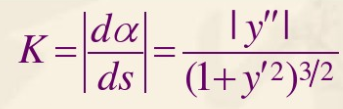 K = |dα/ds| = |y″| / (1+y′²)^{3/2}